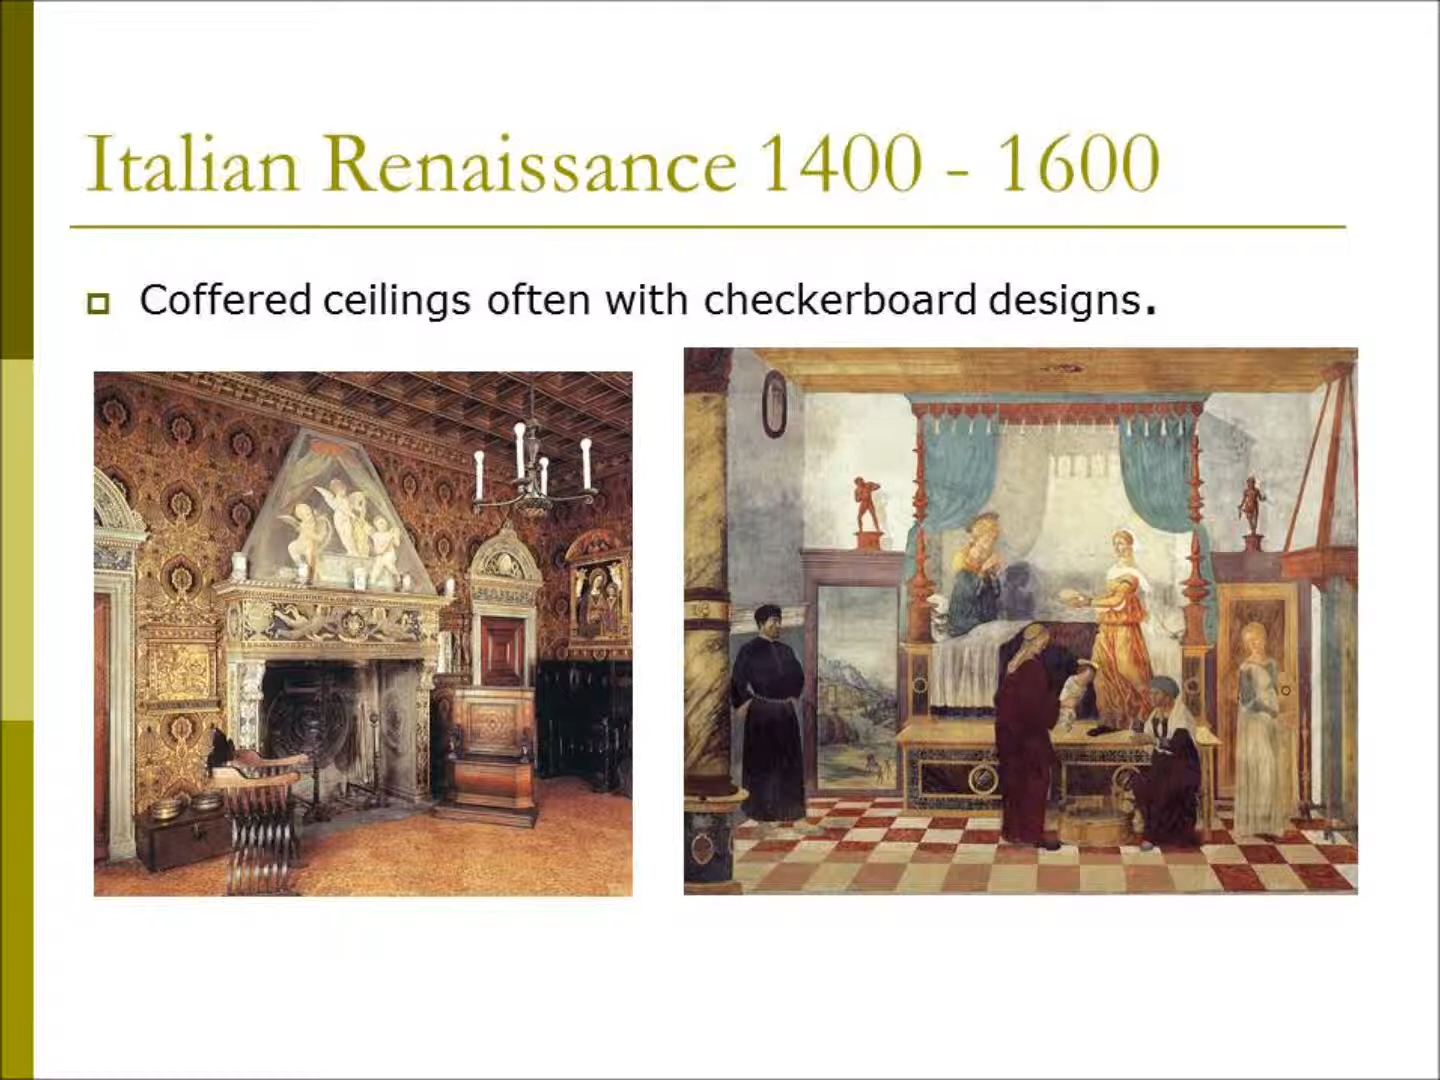 Italian Renaissance 1400 - 1600
Coffered ceilings often with checkerboard designs.